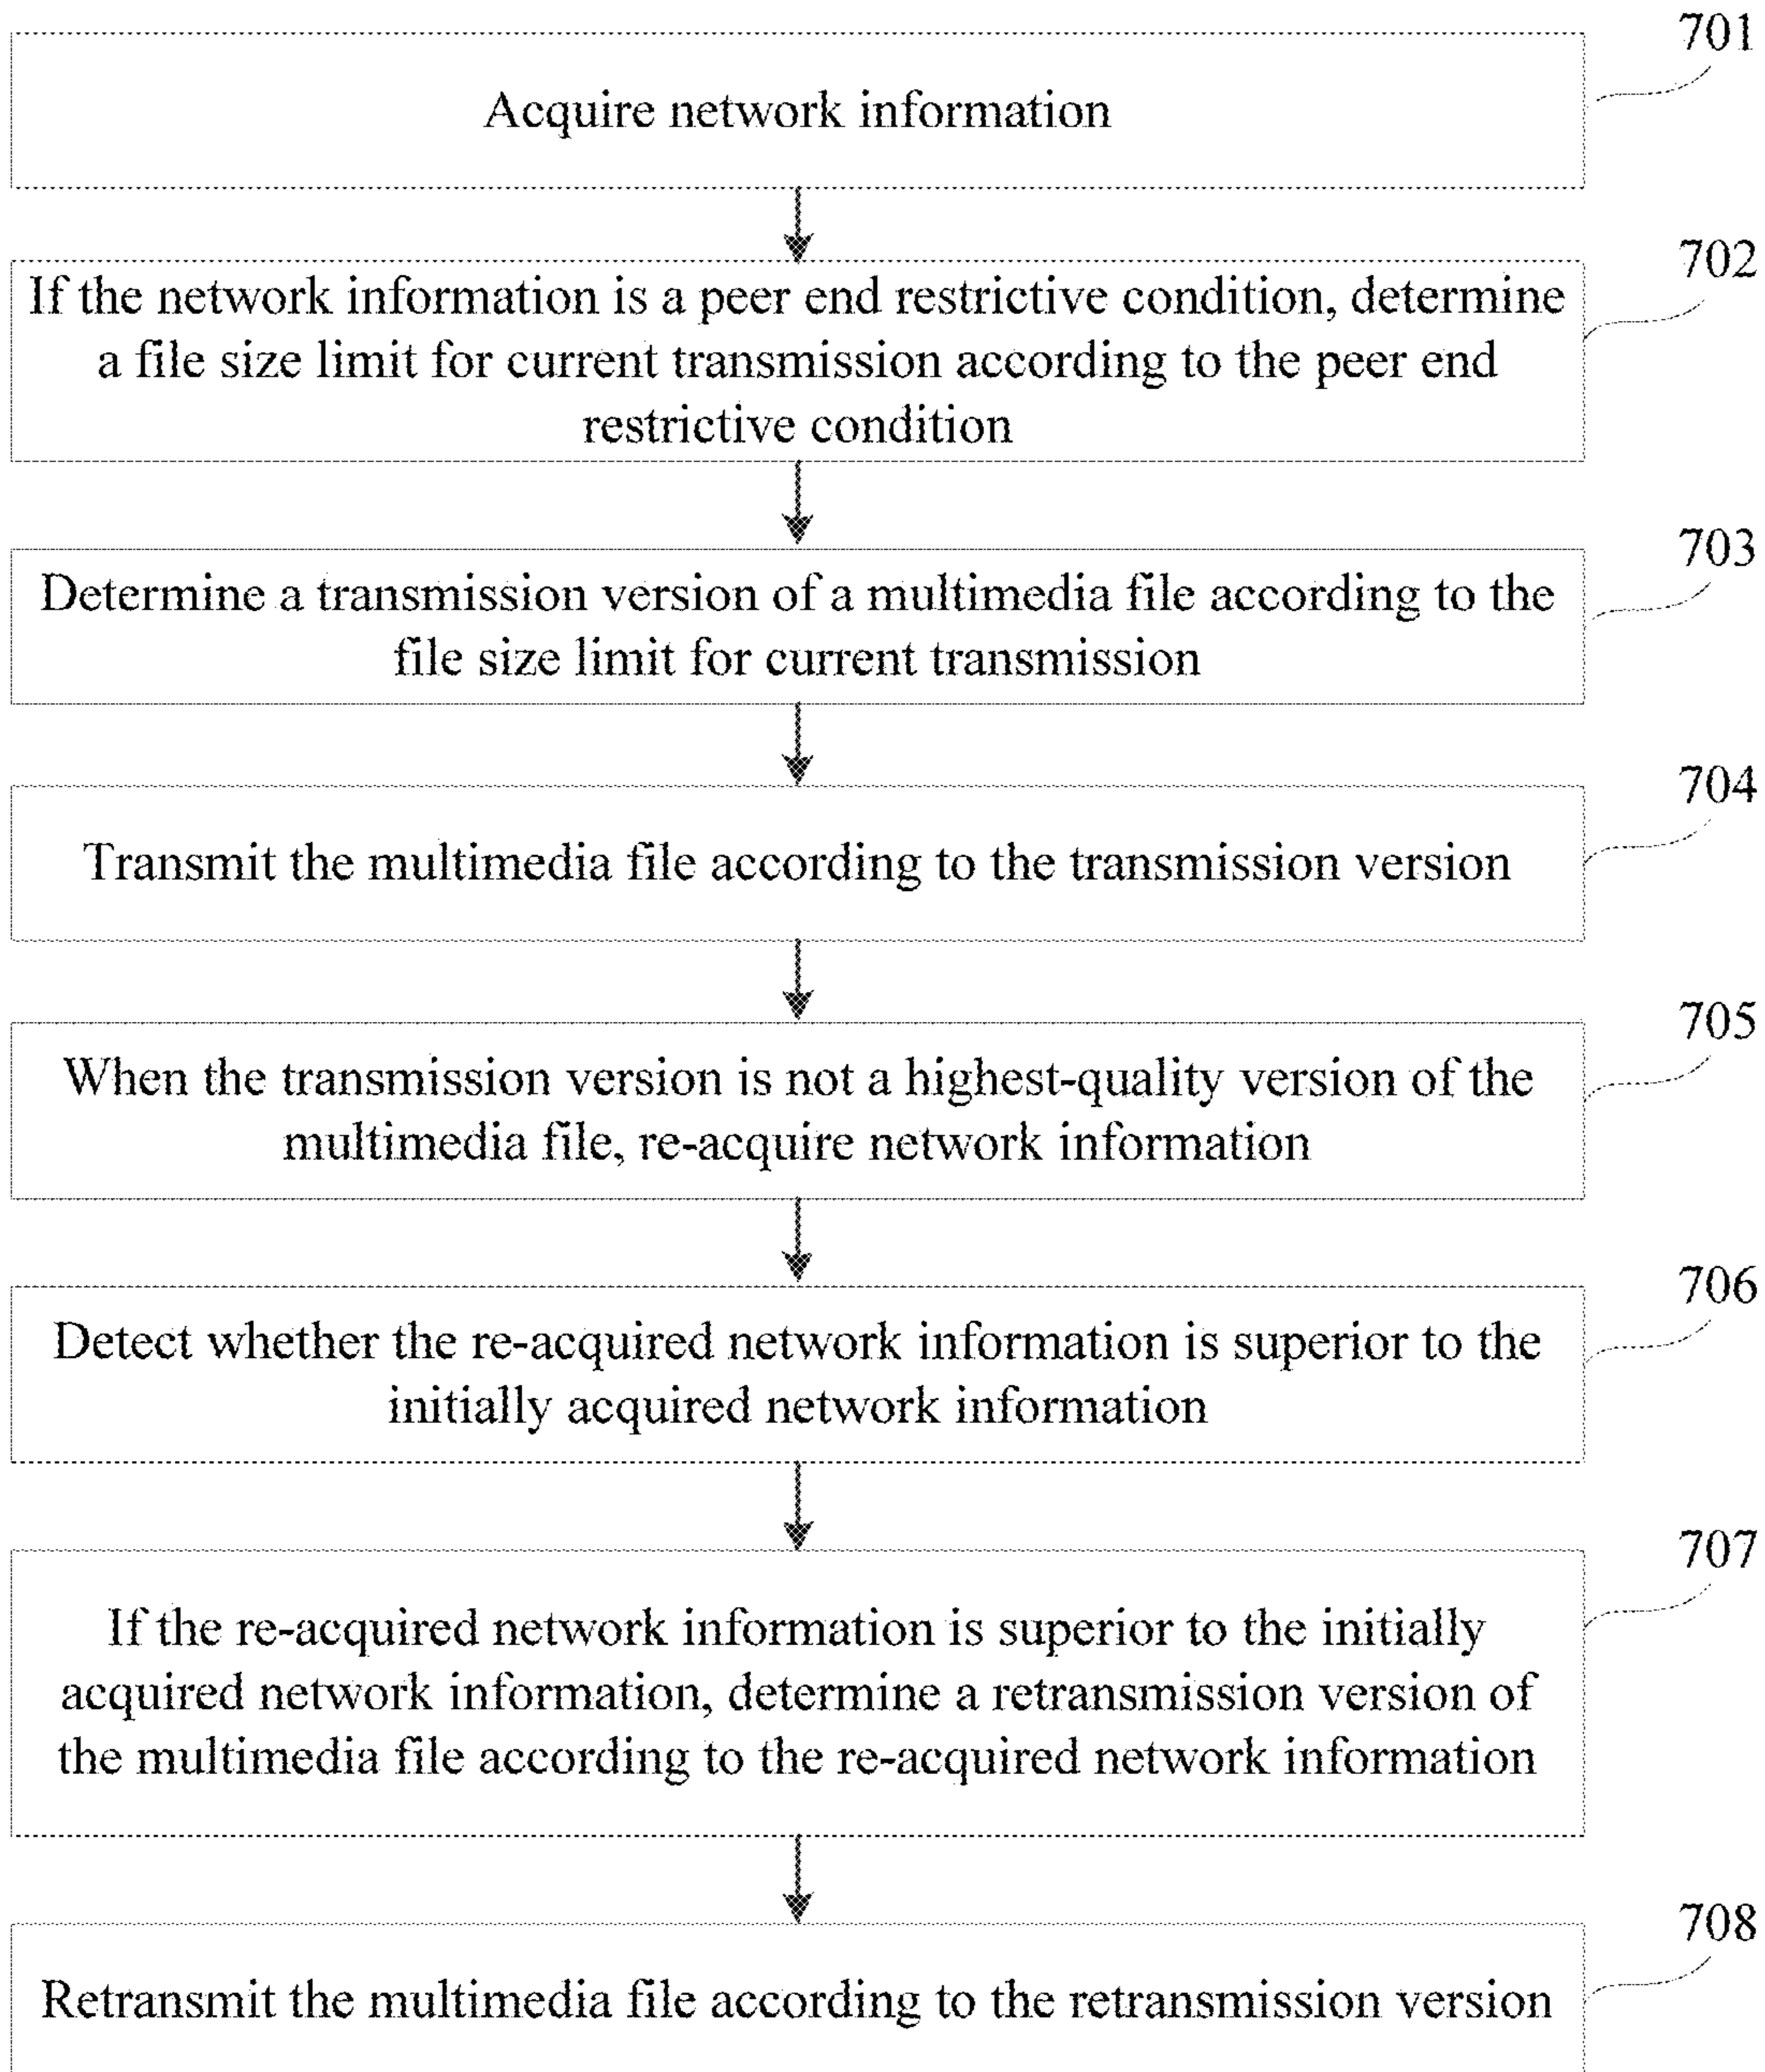 701
Acquire network information
702
If the network information is a peer end restrictive condition, determine
a file size limit for current transmission according to the peer end
restrictive condition
703
Determine a transmission version of a multimedia file according to the
file size limit for current transmission
704
Transmit the multimedia file according to the transmission version
705
When the transmission version is not a highest-quality version of the
multimedia file, re-acquire network information
706
Detect whether the re-acquired network information is superior to the
initially acquired network information
707
If the re-acquired network information is superior to the initially
acquired network information, determine a retransmission version of
the multimedia file according to the re-acquired network information
708
Retransmit the multimedia file according to the retransmission version